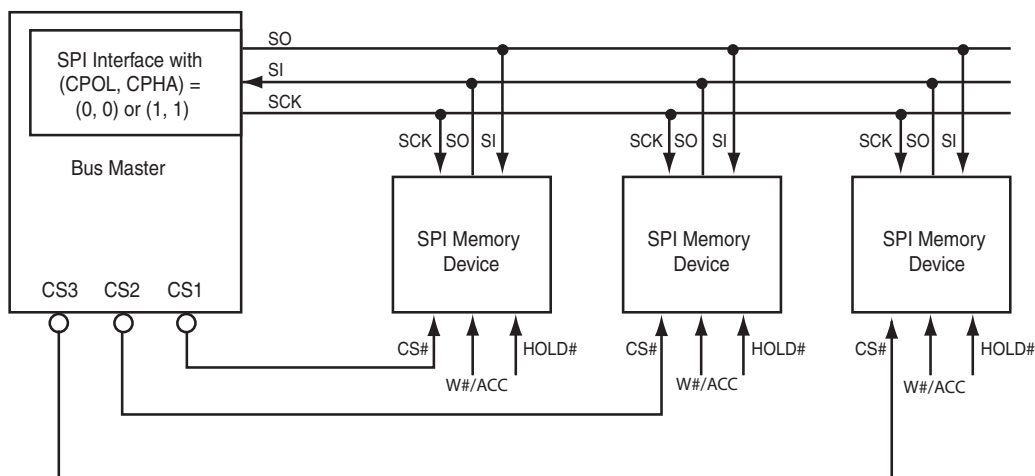 SO
SPI Interface with
(CPOL, CPHA) =
(0, 0) or (1, 1)
SI
SCK
Bus Master
SCK SO SI
SCK SO SI
SCK SO SI
SPI Memory
Device
SPI Memory
Device
SPI Memory
Device
CS3 CS2 CS1
CS# HOLD#
W#/ACC
CS# HOLD#
W#/ACC
CS# HOLD#
W#/ACC